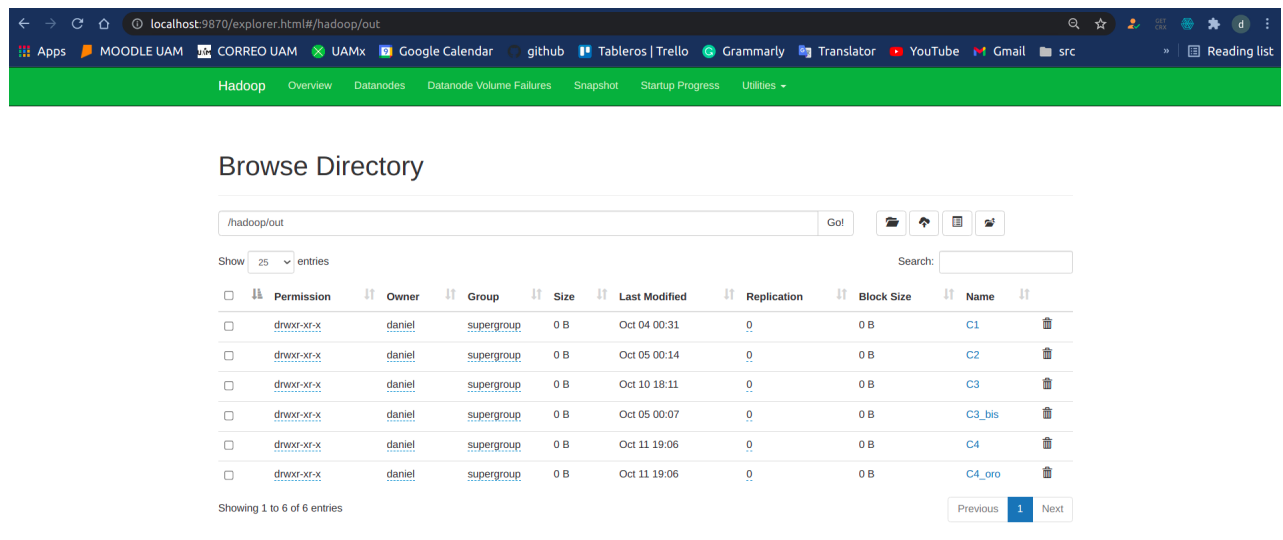 localhost:9870/explorer.html#/hadoop/out
Apps MOODLE UAM CORREO UAM UAMx Google Calendar github Tableros | Trello Grammarly Translator YouTube Gmail src » Reading list
Hadoop Overview Datanodes Datanode Volume Failures Snapshot Startup Progress Utilities
Browse Directory
/hadoop/out Go!
Show 25 entries Search:
Permission Owner Group Size Last Modified Replication Block Size Name
drwxr-xr-x daniel supergroup 0 B Oct 04 00:31 0 0 B C1
drwxr-xr-x daniel supergroup 0 B Oct 05 00:14 0 0 B C2
drwxr-xr-x daniel supergroup 0 B Oct 10 18:11 0 0 B C3
drwxr-xr-x daniel supergroup 0 B Oct 05 00:07 0 0 B C3_bis
drwxr-xr-x daniel supergroup 0 B Oct 11 19:06 0 0 B C4
drwxr-xr-x daniel supergroup 0 B Oct 11 19:06 0 0 B C4_oro
Showing 1 to 6 of 6 entries Previous 1 Next